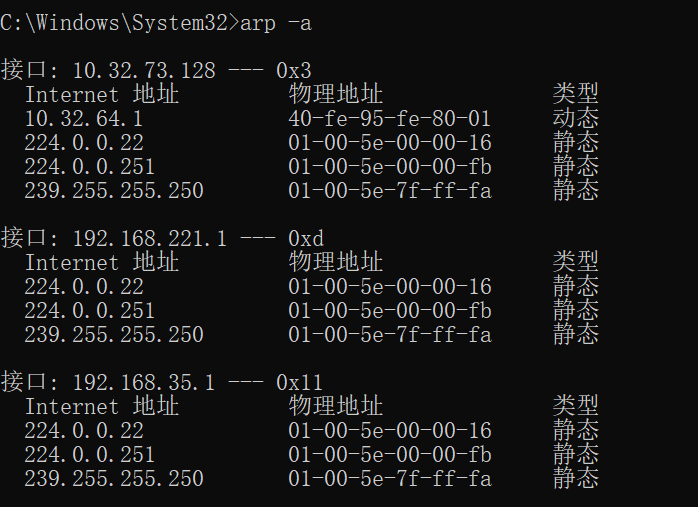 C:\Windows\System32>arp -a
接口: 10.32.73.128 --- 0x3
Internet 地址 物理地址 类型
10.32.64.1 40-fe-95-fe-80-01 动态
224.0.0.22 01-00-5e-00-00-16 静态
224.0.0.251 01-00-5e-00-00-fb 静态
239.255.255.250 01-00-5e-7f-ff-fa 静态
接口: 192.168.221.1 --- 0xd
Internet 地址 物理地址 类型
224.0.0.22 01-00-5e-00-00-16 静态
224.0.0.251 01-00-5e-00-00-fb 静态
239.255.255.250 01-00-5e-7f-ff-fa 静态
接口: 192.168.35.1 --- 0x11
Internet 地址 物理地址 类型
224.0.0.22 01-00-5e-00-00-16 静态
224.0.0.251 01-00-5e-00-00-fb 静态
239.255.255.250 01-00-5e-7f-ff-fa 静态